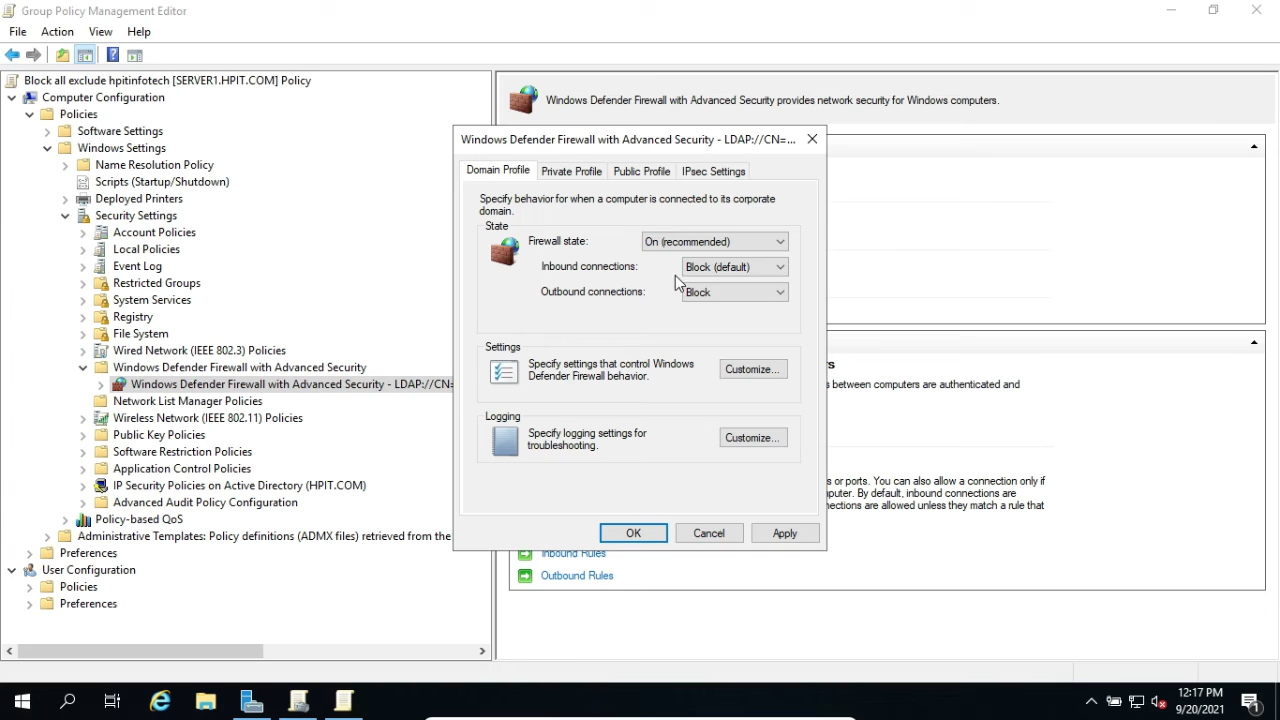 Group Policy Management Editor
File Action View Help
Block all exclude hpitinfotech [SERVER1.HPIT.COM] Policy
Computer Configuration
Policies
Software Settings
Windows Settings
Name Resolution Policy
Scripts (Startup/Shutdown)
Deployed Printers
Security Settings
Account Policies
Local Policies
Event Log
Restricted Groups
System Services
Registry
File System
Wired Network (IEEE 802.3) Policies
Windows Defender Firewall with Advanced Security
Windows Defender Firewall with Advanced Security - LDAP://CN=
Network List Manager Policies
Wireless Network (IEEE 802.11) Policies
Public Key Policies
Software Restriction Policies
Application Control Policies
IP Security Policies on Active Directory (HPIT.COM)
Advanced Audit Policy Configuration
Policy-based QoS
Administrative Templates: Policy definitions (ADMX files) retrieved from the
Preferences
User Configuration
Policies
Preferences
Windows Defender Firewall with Advanced Security provides network security for Windows computers.
Windows Defender Firewall with Advanced Security - LDAP://CN=...
Domain Profile Private Profile Public Profile IPsec Settings
Specify behavior for when a computer is connected to its corporate
domain.
State
Firewall state: On (recommended)
Inbound connections: Block (default)
Outbound connections: Block
Settings
Specify settings that control Windows
Defender Firewall behavior.
Customize...
Logging
Specify logging settings for
troubleshooting.
Customize...
OK Cancel Apply
between computers are authenticated and
or ports. You can also allow a connection only if
By default, inbound connections are
are allowed unless they match a rule that
Inbound Rules
Outbound Rules
12:17 PM
9/20/2021
1